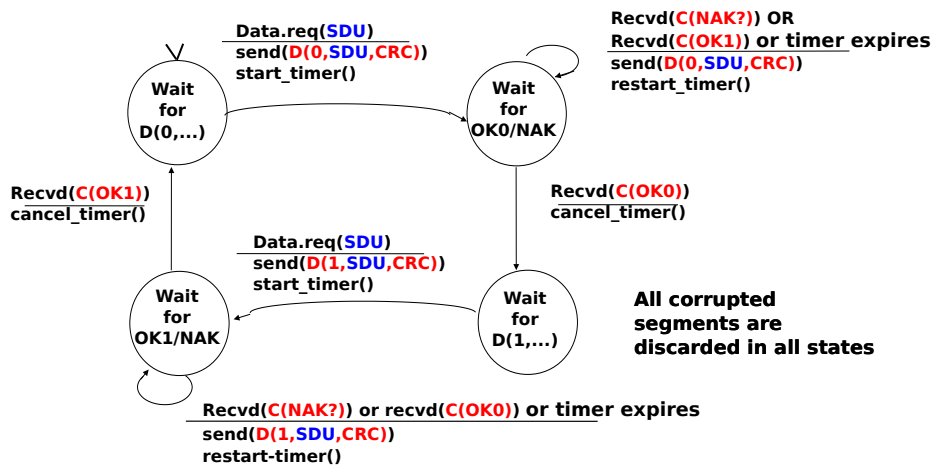 Data.req(SDU)
send(D(0,SDU,CRC))
start_timer()
Recvd(C(NAK?)) OR
Recvd(C(OK1)) or timer expires
send(D(0,SDU,CRC))
restart_timer()
Wait
for
D(0,...)
Wait
for
OK0/NAK
Recvd(C(OK1))
cancel_timer()
Recvd(C(OK0))
cancel_timer()
Data.req(SDU)
send(D(1,SDU,CRC))
start_timer()
Wait
for
OK1/NAK
Wait
for
D(1,...)
All corrupted
segments are
discarded in all states
Recvd(C(NAK?)) or recvd(C(OK0)) or timer expires
send(D(1,SDU,CRC))
restart-timer()